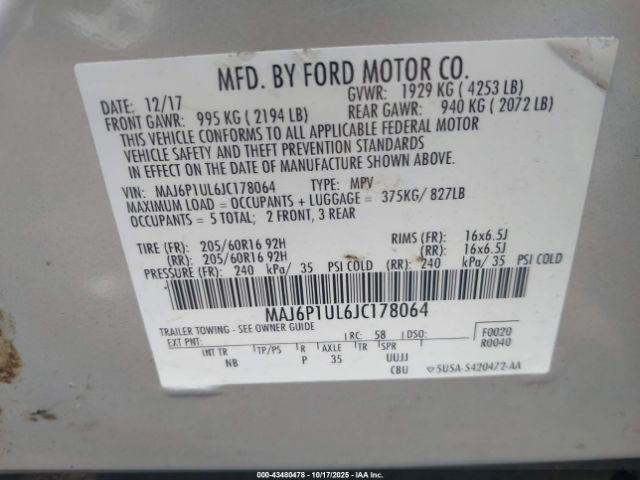 MFD. BY FORD MOTOR CO.
DATE: 12/17
GVWR: 1929 KG ( 4253 LB)
FRONT GAWR: 995 KG ( 2194 LB)
REAR GAWR: 940 KG ( 2072 LB)
THIS VEHICLE CONFORMS TO ALL APPLICABLE FEDERAL MOTOR
VEHICLE SAFETY AND THEFT PREVENTION STANDARDS
IN EFFECT ON THE DATE OF MANUFACTURE SHOWN ABOVE.
VIN: MAJ6P1UL6JC178064 TYPE: MPV
MAXIMUM LOAD = OCCUPANTS + LUGGAGE = 375KG/ 827LB
OCCUPANTS = 5 TOTAL; 2 FRONT, 3 REAR
TIRE (FR): 205/60R16 92H RIMS (FR): 16x6.5J
(RR): 205/60R16 92H (RR): 16x6.5J
PRESSURE (FR): 240 kPa/ 35 PSI COLD (RR): 240 kPa/ 35 PSI COLD
MAJ6P1UL6JC178064
TRAILER TOWING - SEE OWNER GUIDE
EXT PNT: RC: 58 DSO: F0020
R0040
INT TR TP/PS R AXLE TR SPR
NB P 35 UUJJ
CBU 5USA-S420472-AA
000-43480478 - 10/17/2025 - IAAI.COM